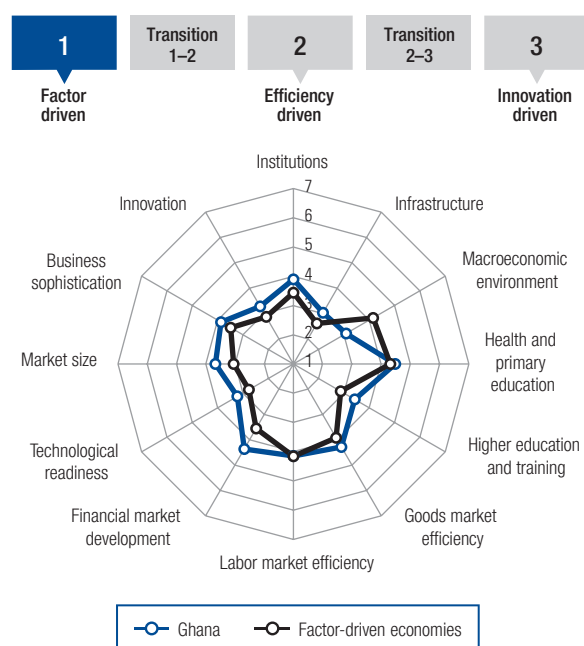 1
Transition
1–2
2
Transition
2–3
3
Factor
driven
Efficiency
driven
Innovation
driven
Institutions
Infrastructure
Macroeconomic
environment
Health and
primary
education
Higher education
and training
Goods market
efficiency
Labor market efficiency
Financial market
development
Technological
readiness
Market size
Business
sophistication
Innovation
7
6
5
4
3
2
1
Ghana
Factor-driven economies